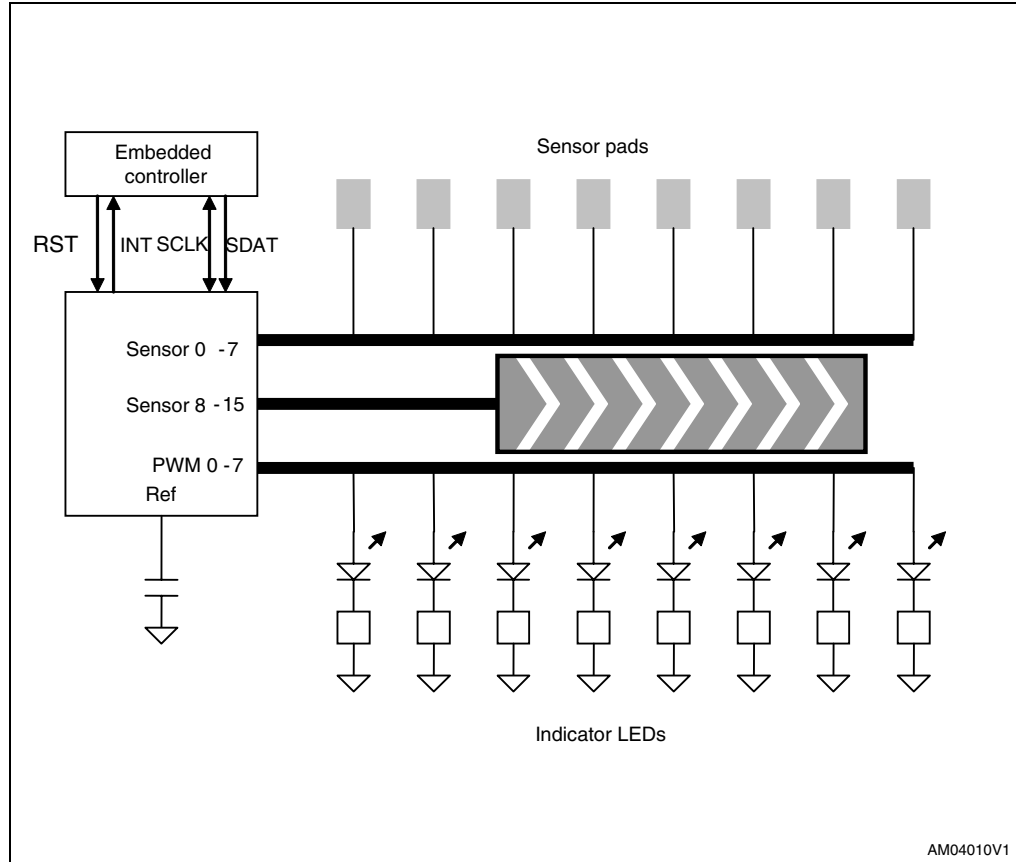 Embedded
controller
Sensor pads
RST
INT
SCLK
SDAT
Sensor 0 -7
Sensor 8 -15
PWM 0 -7
Ref
Indicator LEDs
AM04010V1